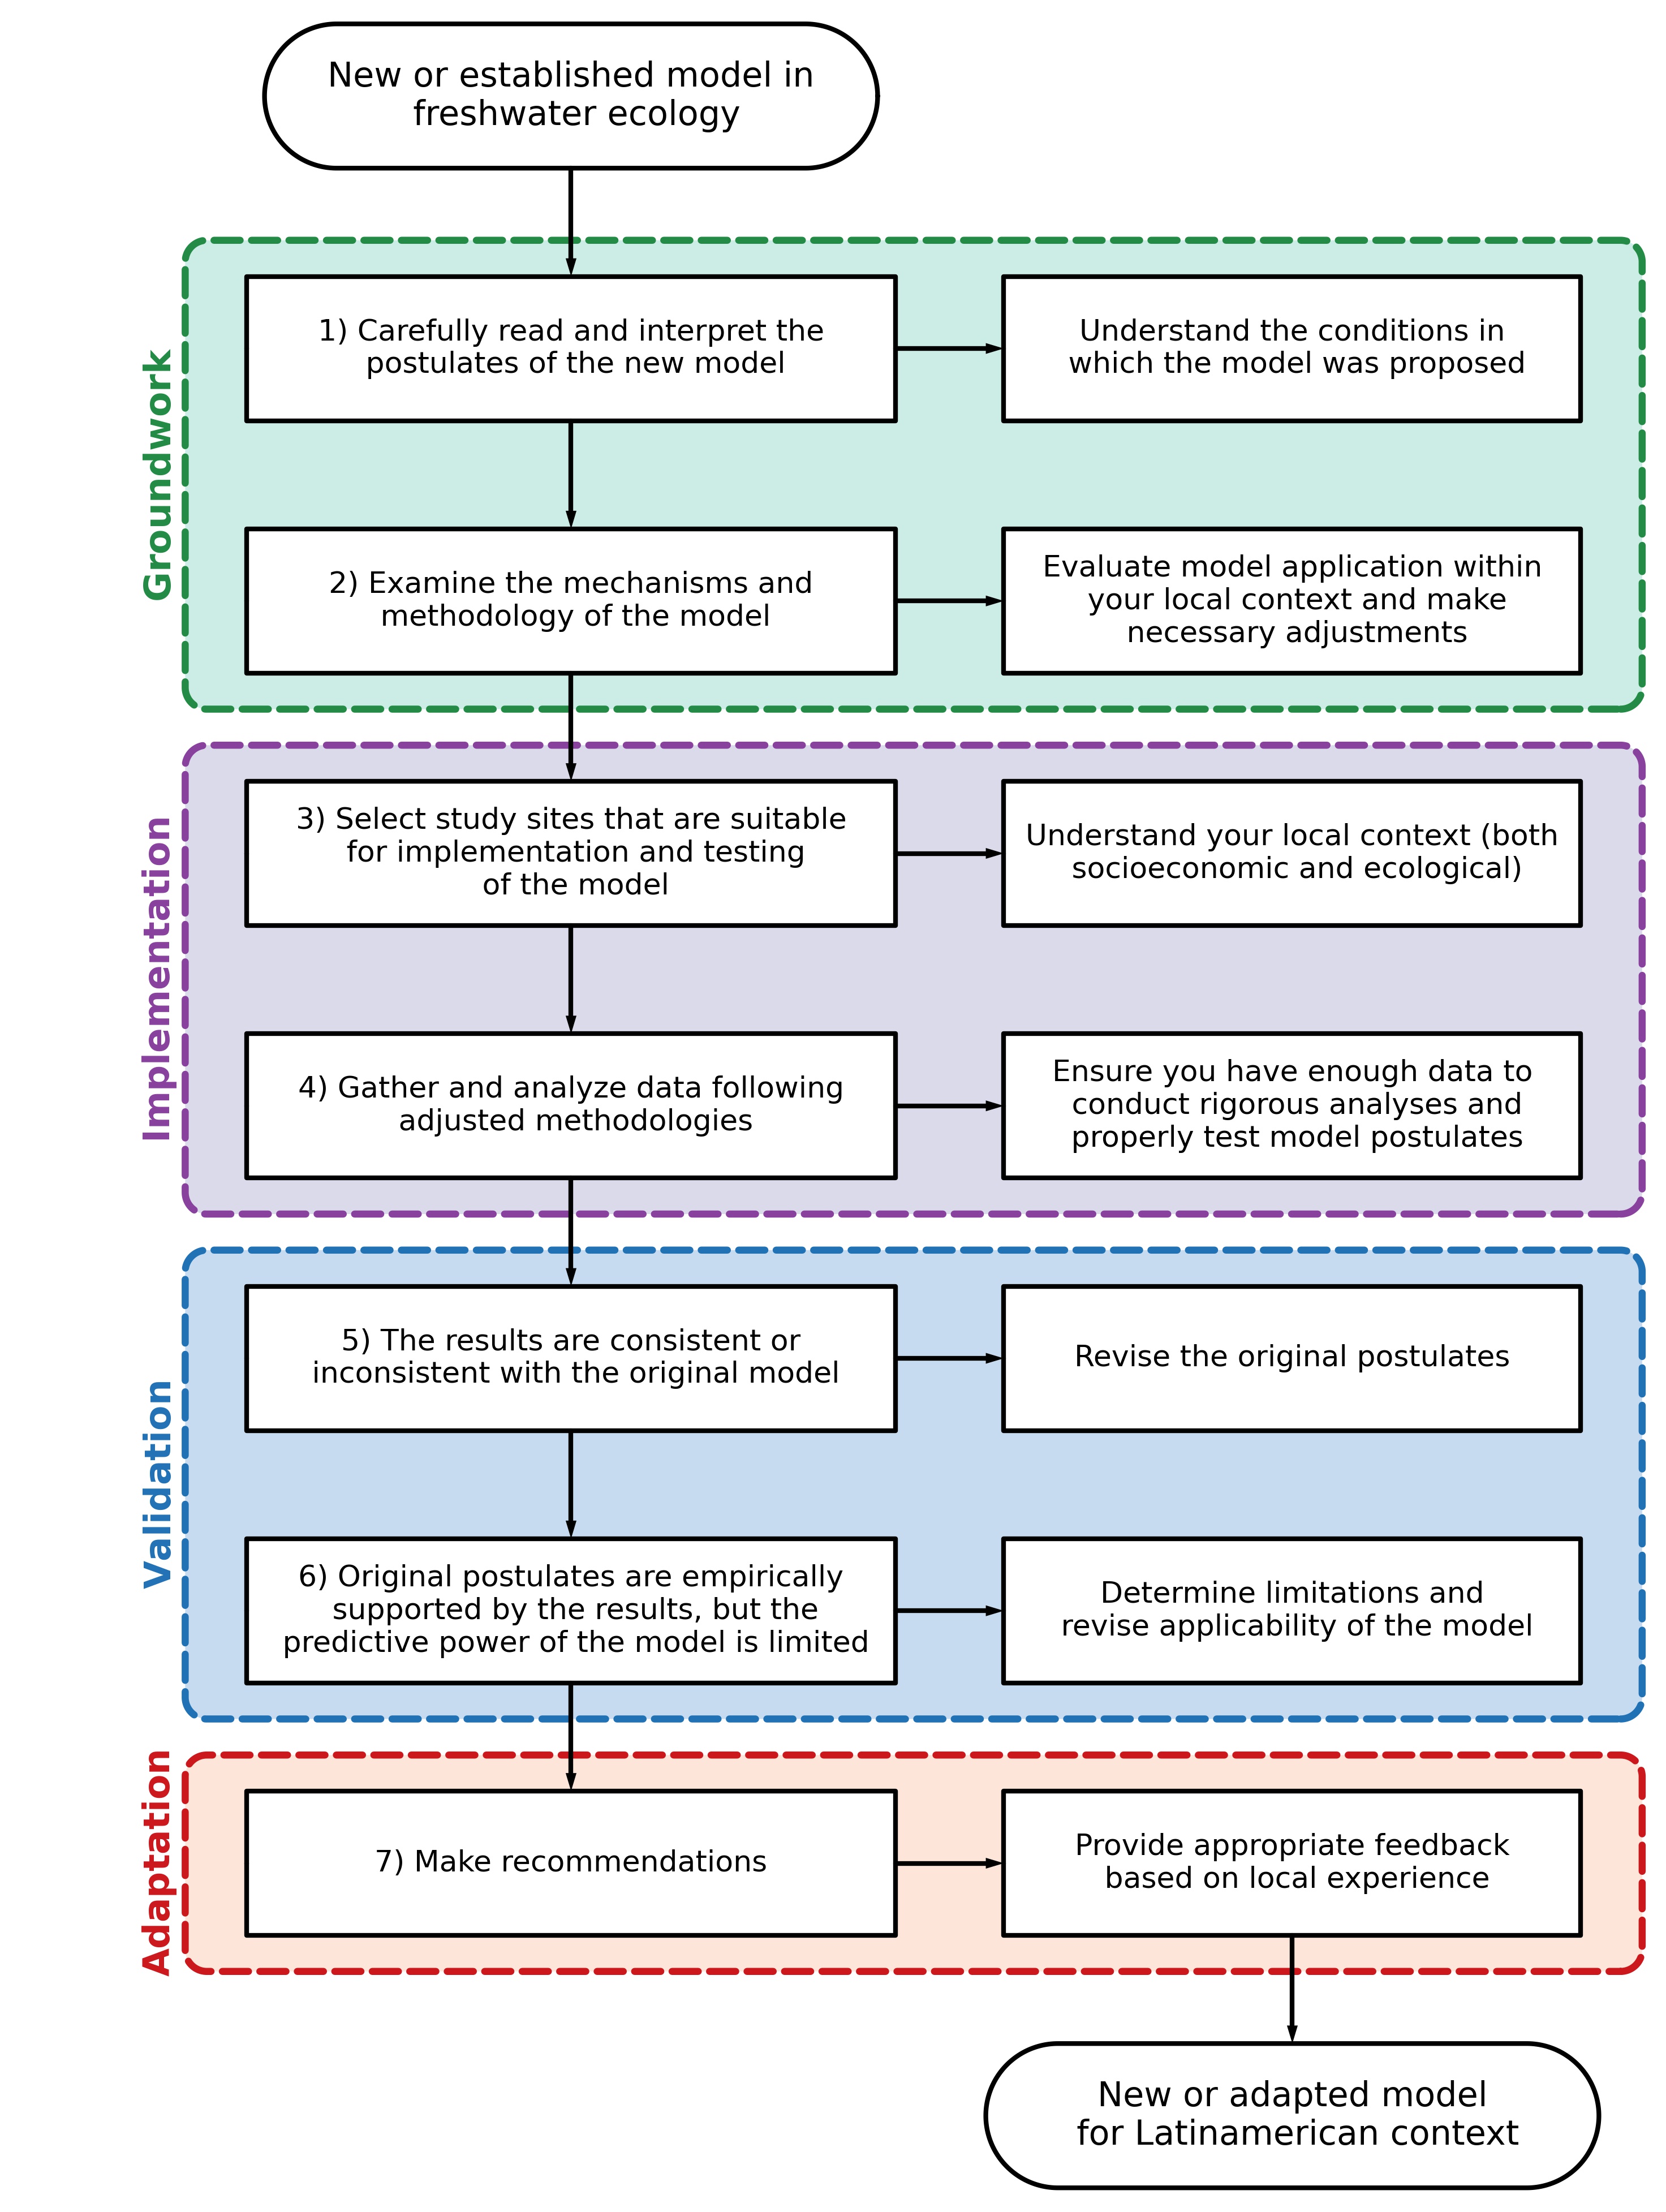 New or established model in
freshwater ecology
Groundwork
1) Carefully read and interpret the
postulates of the new model
Understand the conditions in
which the model was proposed
2) Examine the mechanisms and
methodology of the model
Evaluate model application within
your local context and make
necessary adjustments
Implementation
3) Select study sites that are suitable
for implementation and testing
of the model
Understand your local context (both
socioeconomic and ecological)
4) Gather and analyze data following
adjusted methodologies
Ensure you have enough data to
conduct rigorous analyses and
properly test model postulates
Validation
5) The results are consistent or
inconsistent with the original model
Revise the original postulates
6) Original postulates are empirically
supported by the results, but the
predictive power of the model is limited
Determine limitations and
revise applicability of the model
Adaptation
7) Make recommendations
Provide appropriate feedback
based on local experience
New or adapted model
for Latinamerican context